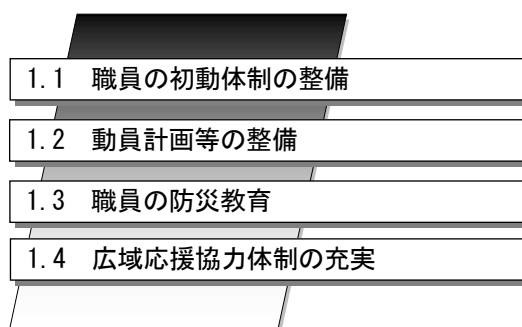 1.1 職員の初動体制の整備
1.2 動員計画等の整備
1.3 職員の防災教育
1.4 広域応援協力体制の充実